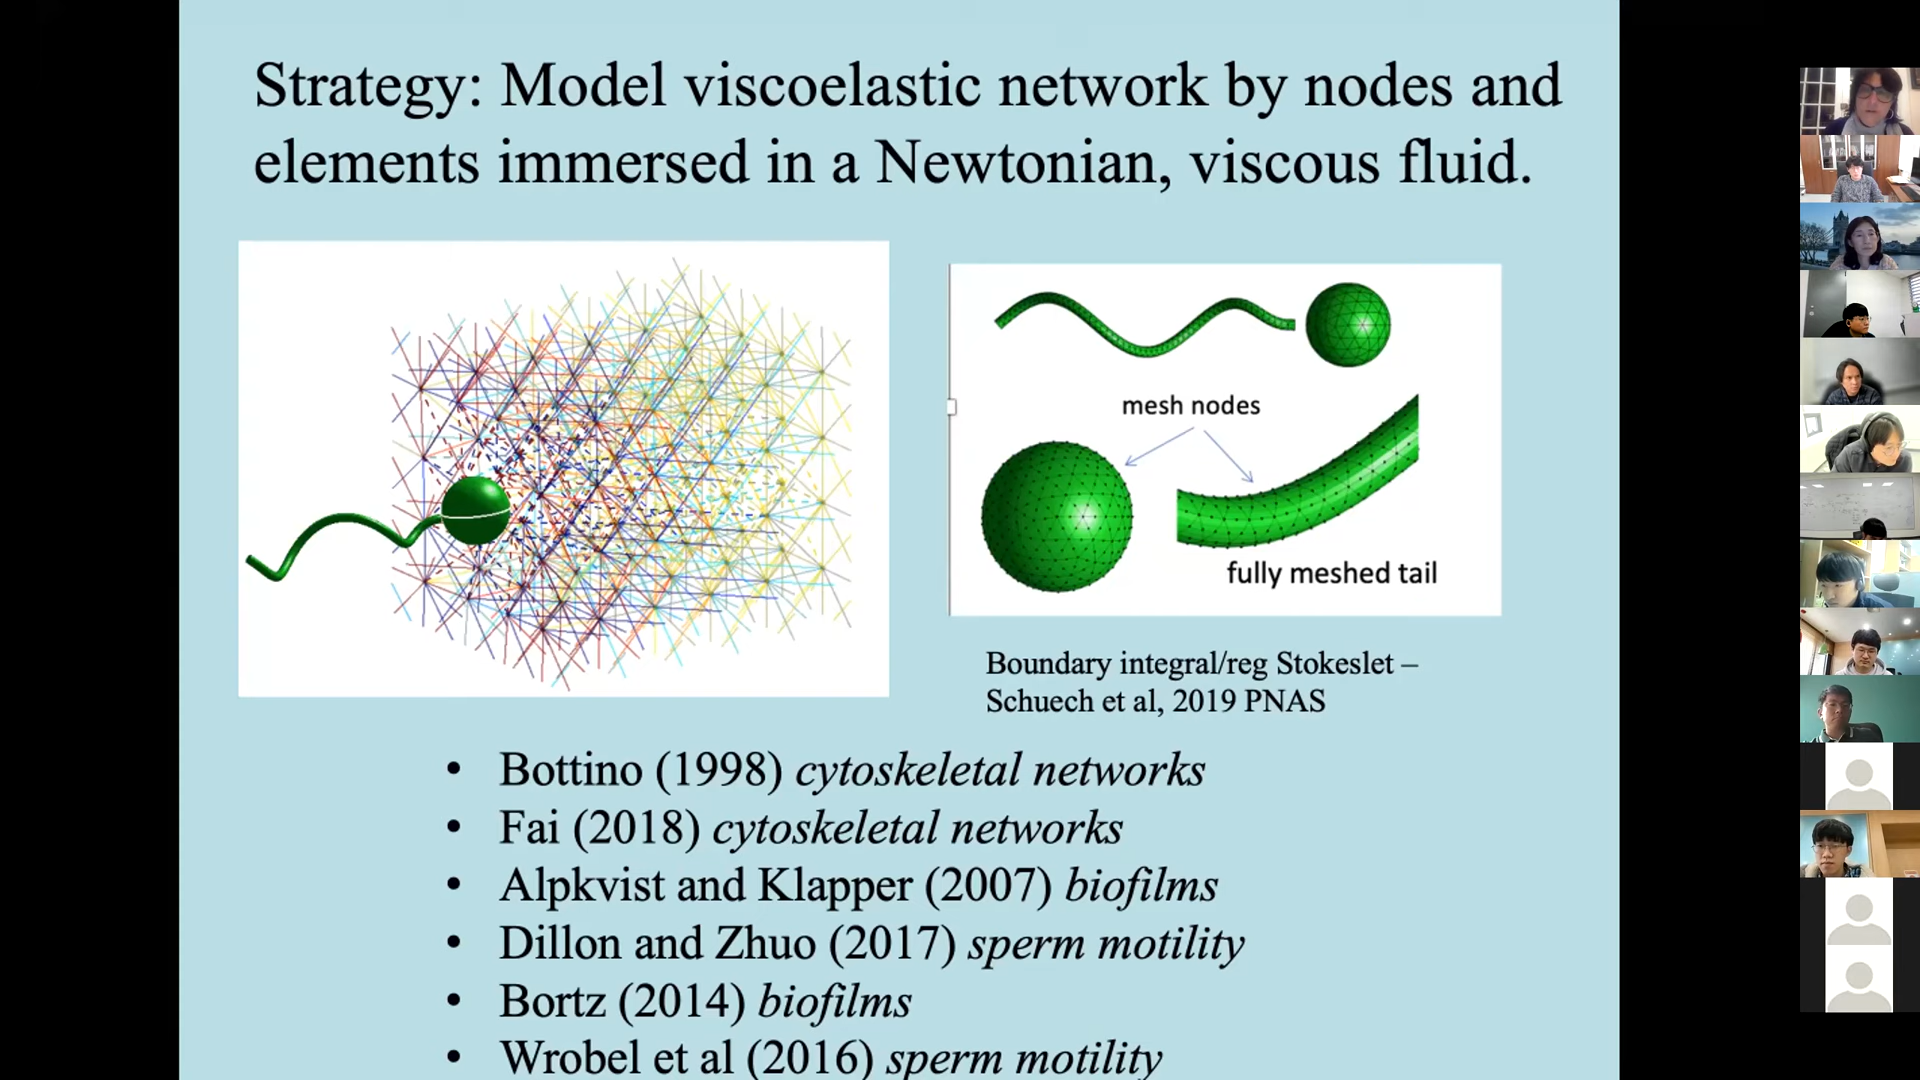 Strategy: Model viscoelastic network by nodes and
elements immersed in a Newtonian, viscous fluid.
mesh nodes
fully meshed tail
Boundary integral/reg Stokeslet –
Schuech et al, 2019 PNAS
• Bottino (1998) cytoskeletal networks
• Fai (2018) cytoskeletal networks
• Alpkvist and Klapper (2007) biofilms
• Dillon and Zhuo (2017) sperm motility
• Bortz (2014) biofilms
• Wrobel et al (2016) sperm motility